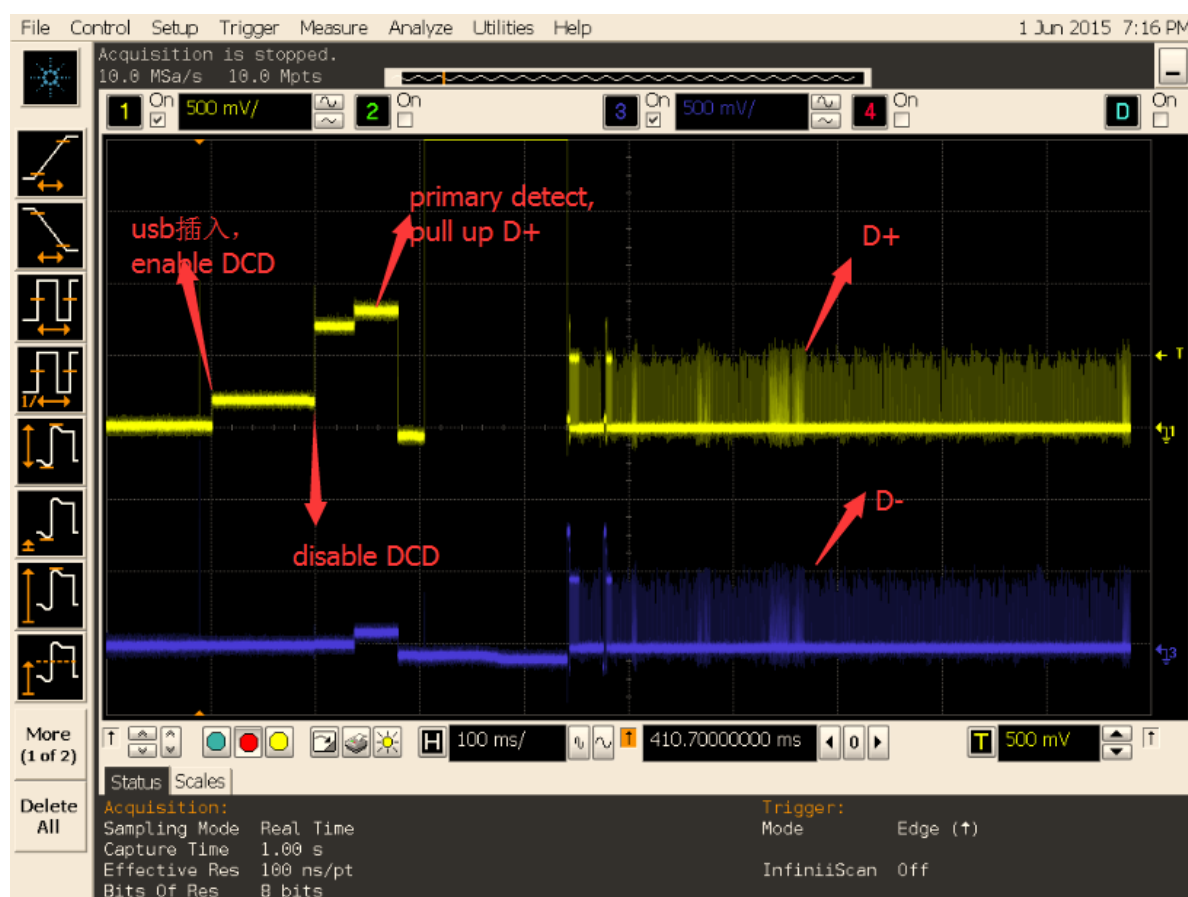 File Control Setup Trigger Measure Analyze Utilities Help 1 Jun 2015 7:16 PM
Acquisition is stopped.
10.0 MSa/s 10.0 Mpts
1 On 500 mV/ 2 On 3 On 500 mV/ 4 On D On
primary detect,
pull up D+
usb插入，
enable DCD
D+
T
1/
1
D-
disable DCD
3
More
(1 of 2)
H 100 ms/ 410.70000000 ms 0 T 500 mV
Status Scales
Delete
All
Acquisition: Trigger:
Sampling Mode Real Time Mode Edge (↑)
Capture Time 1.00 s
Effective Res 100 ns/pt InfiniiScan Off
Bits Of Res 8 bits